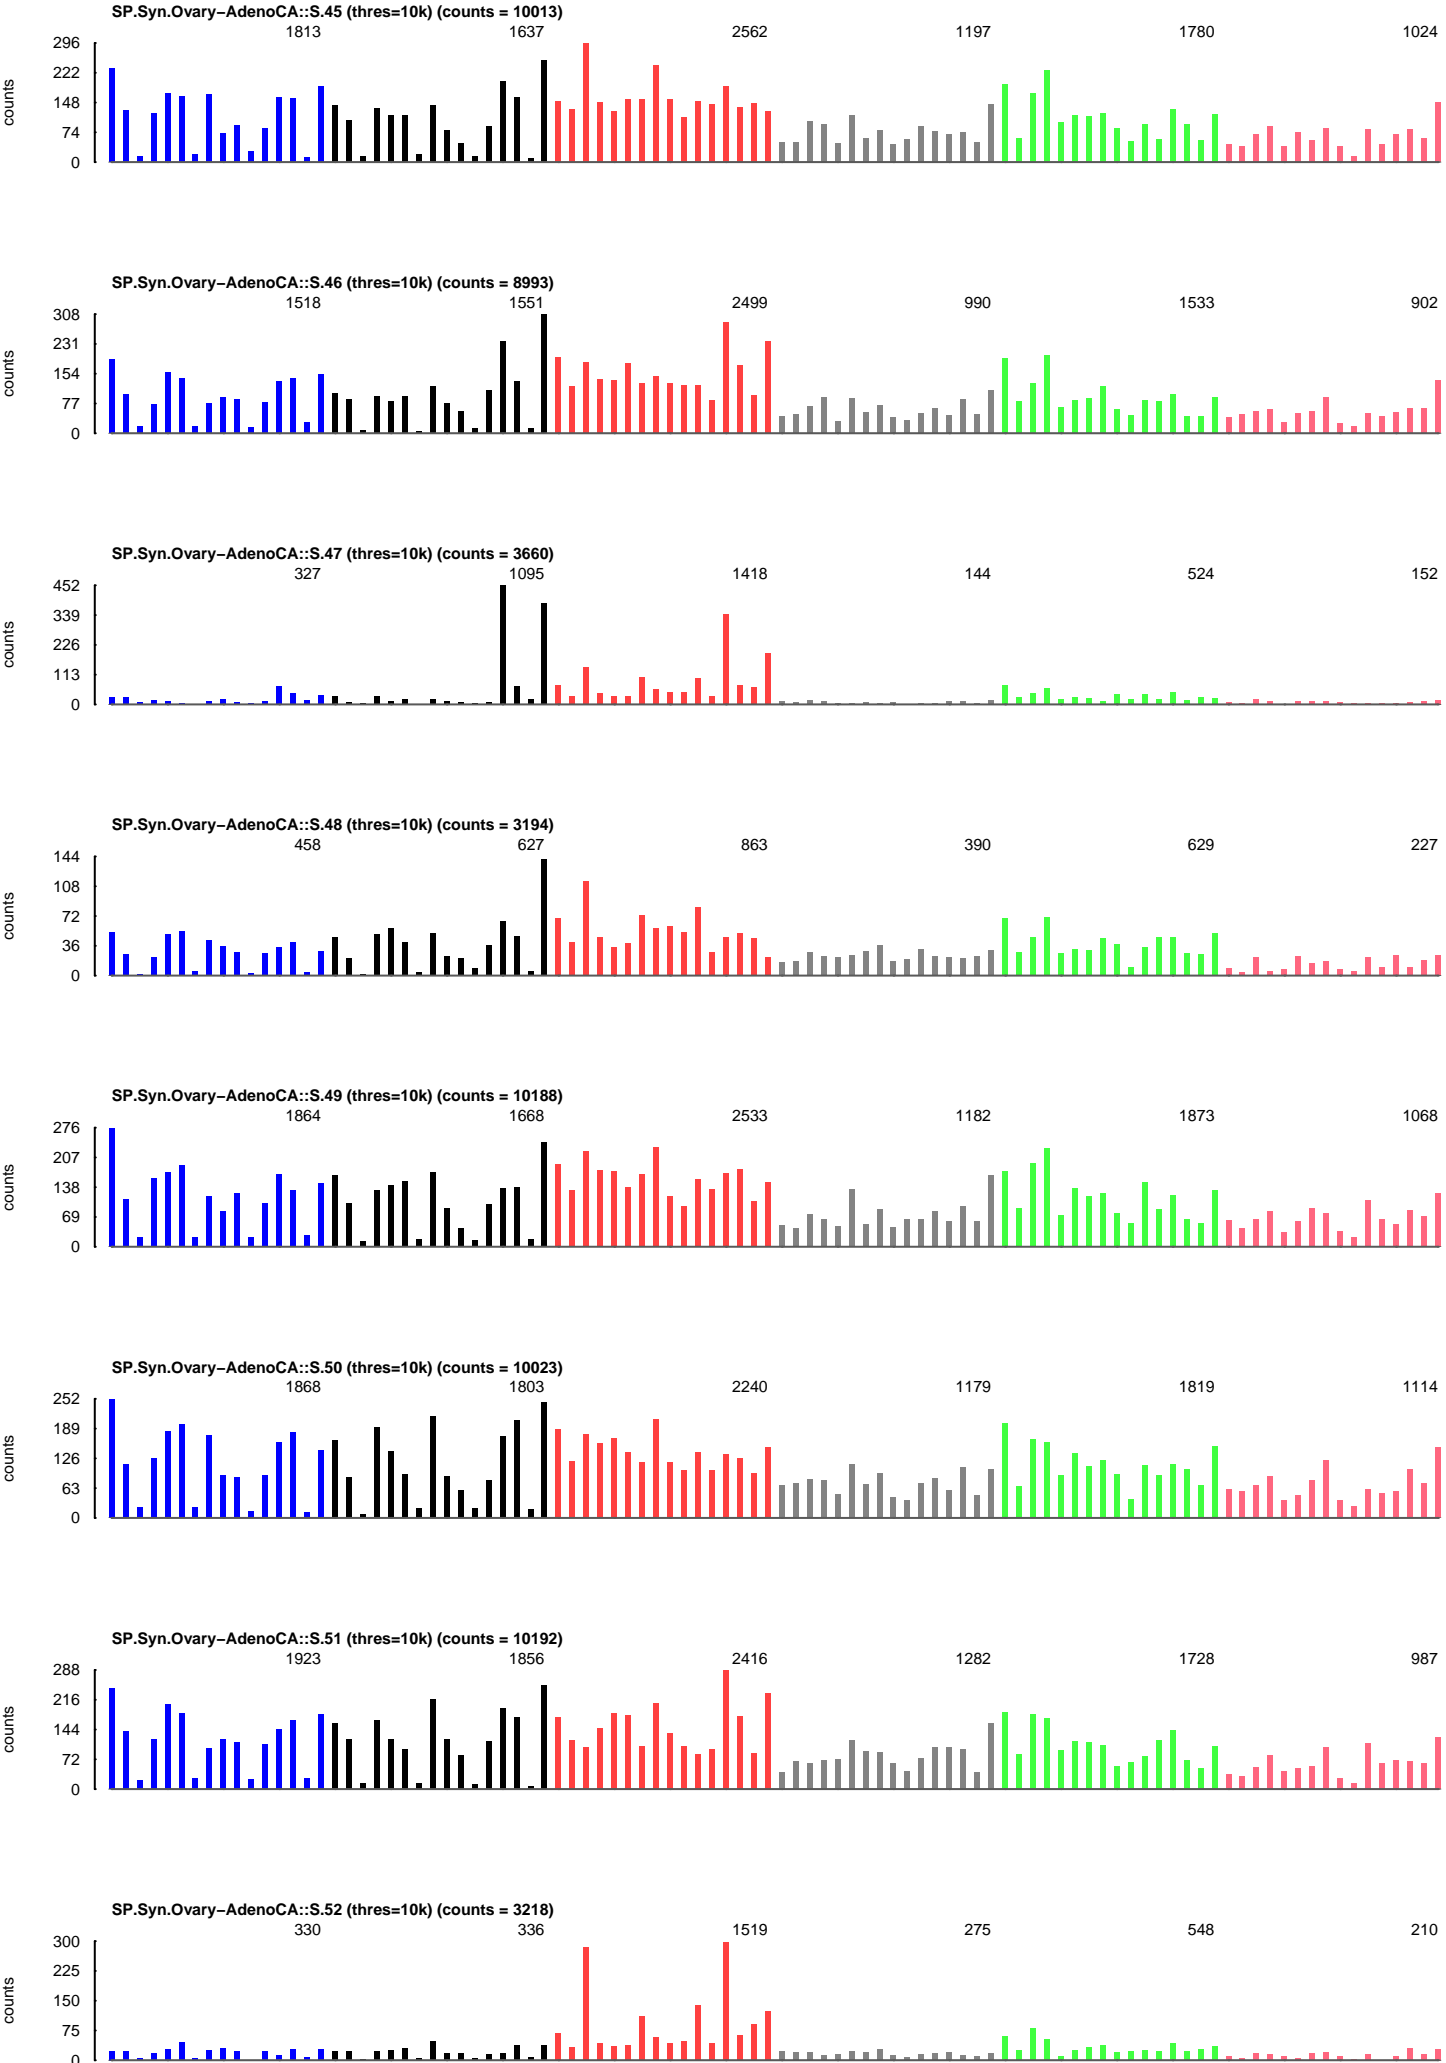 SP.Syn.Ovary−AdenoCA::S.45 (thres=10k) (counts = 10013)
1813 1637 2562 1197 1780 1024
296
222
148
74
0
counts
SP.Syn.Ovary−AdenoCA::S.46 (thres=10k) (counts = 8993)
1518 1551 2499 990 1533 902
308
231
154
77
0
counts
SP.Syn.Ovary−AdenoCA::S.47 (thres=10k) (counts = 3660)
327 1095 1418 144 524 152
452
339
226
113
0
counts
SP.Syn.Ovary−AdenoCA::S.48 (thres=10k) (counts = 3194)
458 627 863 390 629 227
144
108
72
36
0
counts
SP.Syn.Ovary−AdenoCA::S.49 (thres=10k) (counts = 10188)
1864 1668 2533 1182 1873 1068
276
207
138
69
0
counts
SP.Syn.Ovary−AdenoCA::S.50 (thres=10k) (counts = 10023)
1868 1803 2240 1179 1819 1114
252
189
126
63
0
counts
SP.Syn.Ovary−AdenoCA::S.51 (thres=10k) (counts = 10192)
1923 1856 2416 1282 1728 987
288
216
144
72
0
counts
SP.Syn.Ovary−AdenoCA::S.52 (thres=10k) (counts = 3218)
330 336 1519 275 548 210
300
225
150
75
0
counts